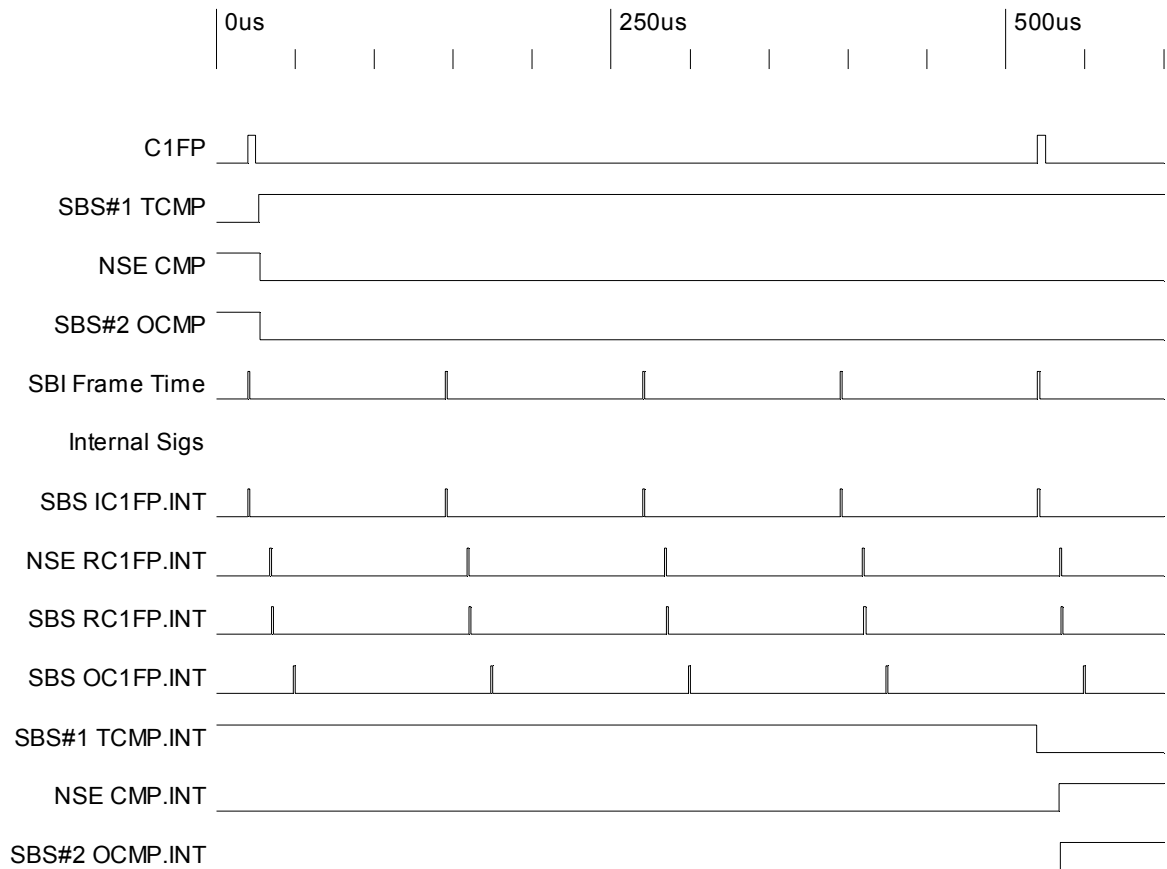 0us 250us 500us
C1FP
SBS#1 TCMP
NSE CMP
SBS#2 OCMP
SBI Frame Time
Internal Sigs
SBS IC1FP.INT
NSE RC1FP.INT
SBS RC1FP.INT
SBS OC1FP.INT
SBS#1 TCMP.INT
NSE CMP.INT
SBS#2 OCMP.INT